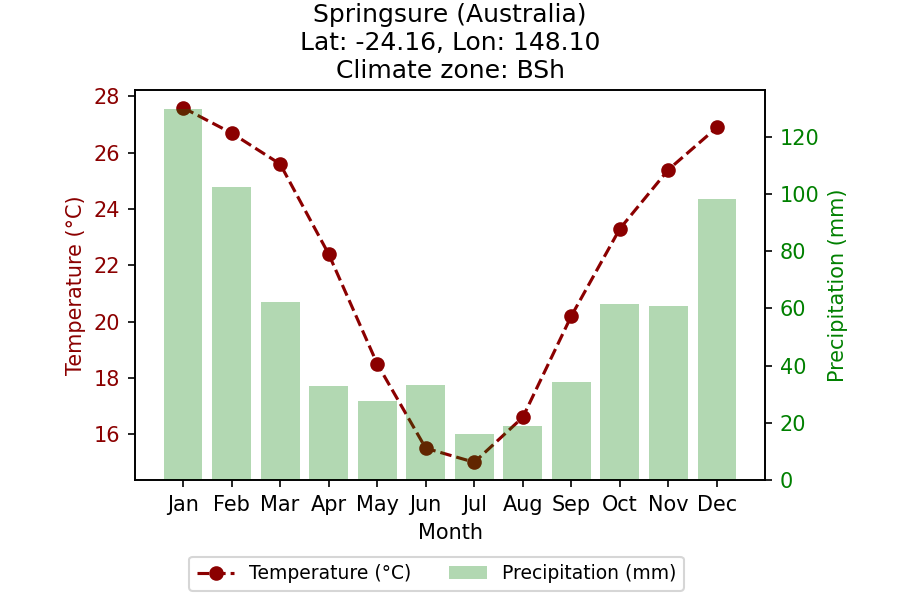 Springsure (Australia)
Lat: -24.16, Lon: 148.10
Climate zone: BSh
Temperature (°C)
28
26
24
22
20
18
16
120
100
80
60
40
20
0
Precipitation (mm)
Jan Feb Mar Apr May Jun Jul Aug Sep Oct Nov Dec
Month
Temperature (°C) Precipitation (mm)